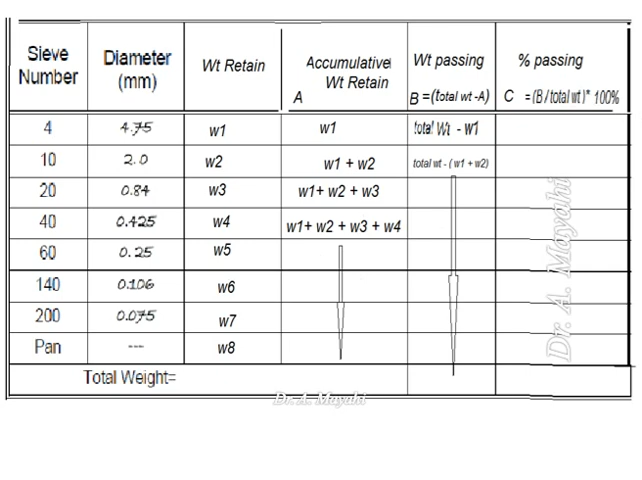 Sieve Number Diameter (mm) Wt Retain Accumulative Wt Retain A Wt passing B =(total wt -A) % passing C =(B/total wt)* 100%
4 4.75 w1 w1 total Wt - w1
10 2.0 w2 w1 + w2 total wt - ( w1 + w2)
20 0.84 w3 w1+ w2 + w3
40 0.425 w4 w1+ w2 + w3 + w4
60 0.25 w5
140 0.106 w6
200 0.075 w7
Pan --- w8
Total Weight=
Dr. A. Mayahi
Dr. A. Mayahi